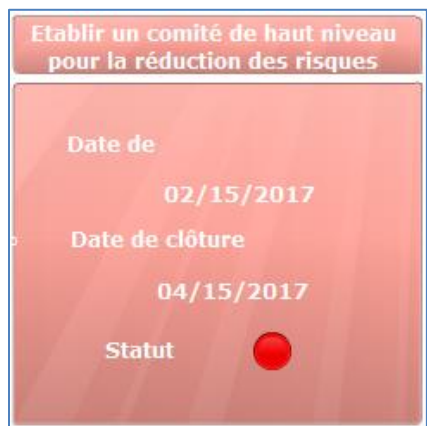 Etablir un comité de haut niveau
pour la réduction des risques
Date de
02/15/2017
Date de clôture
04/15/2017
Statut